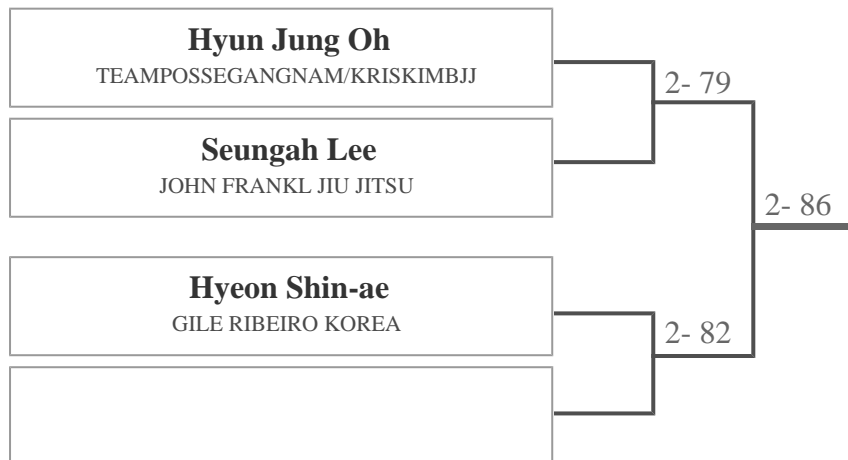 Hyun Jung Oh
TEAMPOSSEGANGNAM/KRISKIMBJJ
2- 79
Seungah Lee
JOHN FRANKL JIU JITSU
2- 86
Hyeon Shin-ae
GILE RIBEIRO KOREA
2- 82